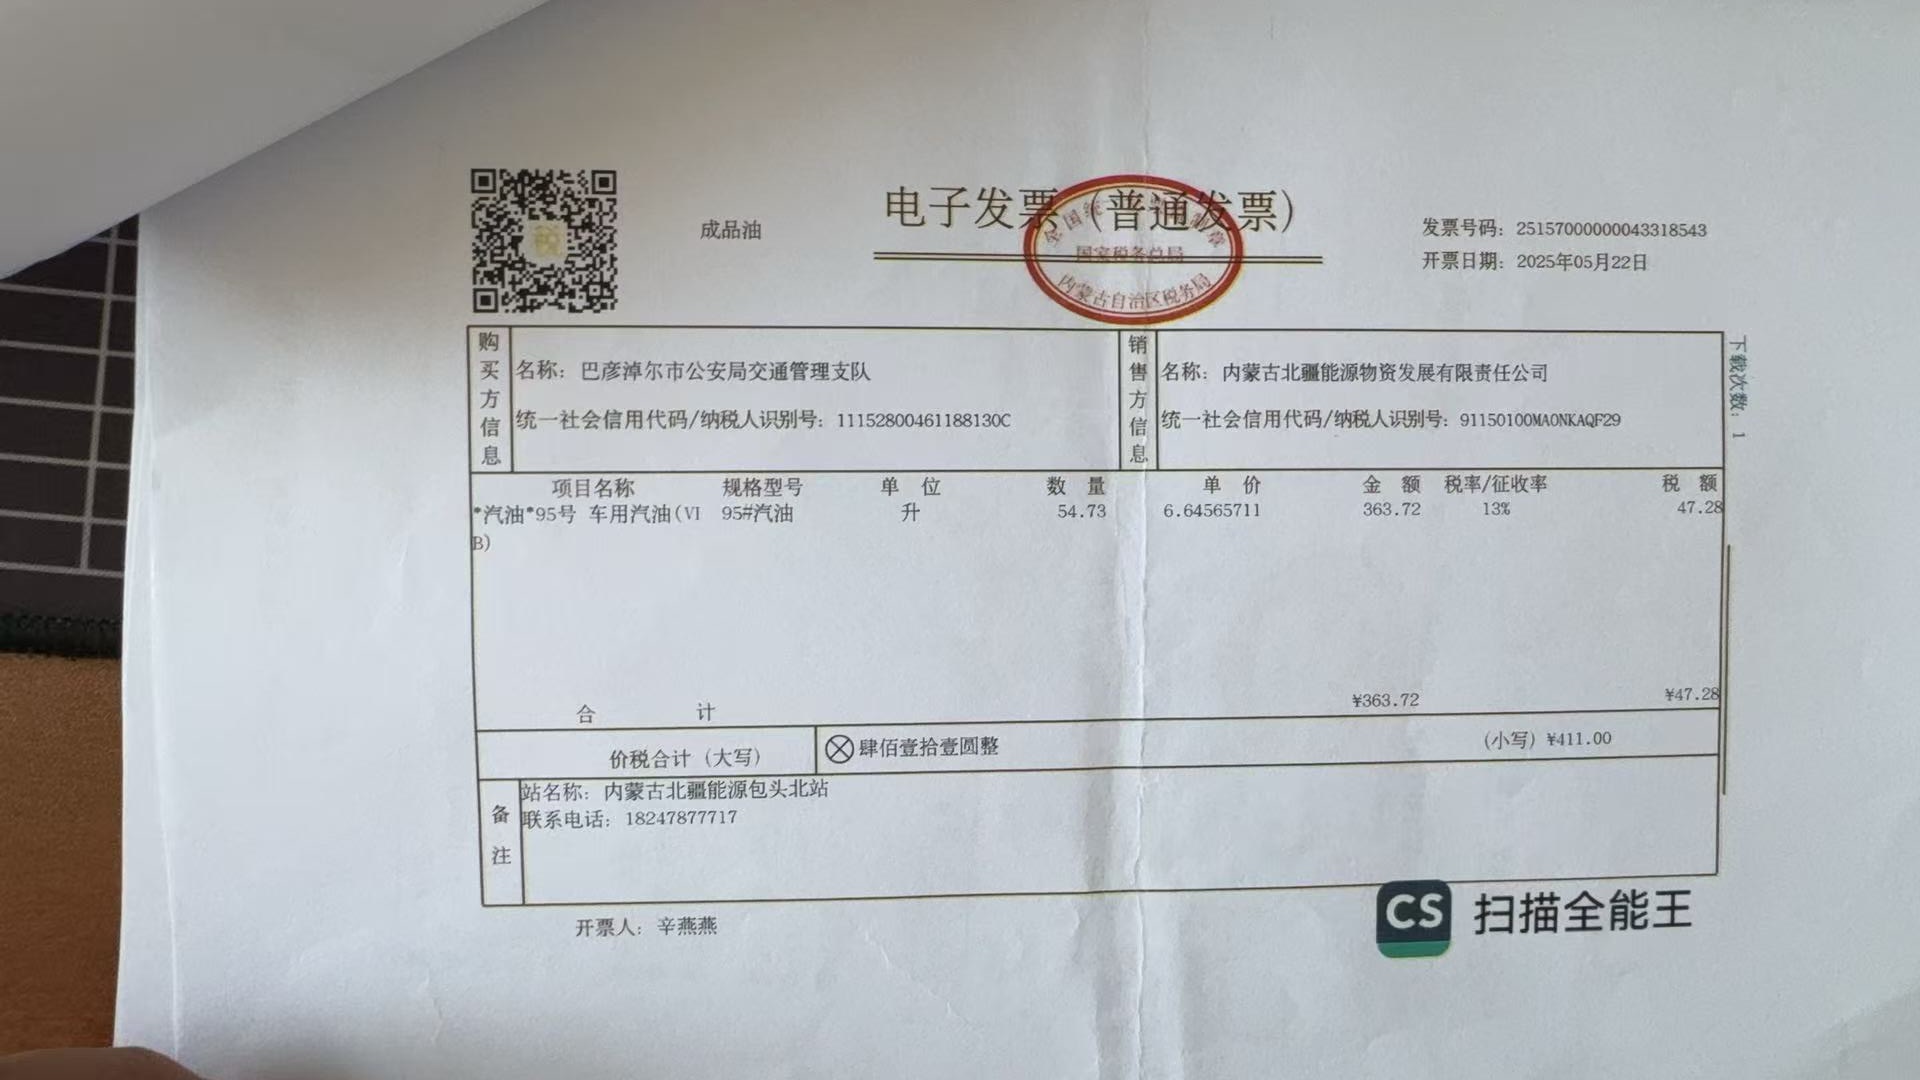 成品油
电子发票（普通发票）
全国统
制章
国家税务总局
内蒙古自治区税务局
发票号码：25157000000043318543
开票日期：2025年05月22日
税
购买方信息
名称：巴彦淖尔市公安局交通管理支队
统一社会信用代码/纳税人识别号：11152800461188130C
销售方信息
名称：内蒙古北疆能源物资发展有限责任公司
统一社会信用代码/纳税人识别号：91150100MA0NKAQF29
下载次数：1
项目名称 规格型号 单位 数量 单价 金额 税率/征收率 税额
*汽油*95号 车用汽油(VI 95#汽油 升 54.73 6.64565711 363.72 13% 47.28
B)
合计 ¥363.72 ¥47.28
价税合计（大写） 肆佰壹拾壹圆整 （小写）¥411.00
备注
站名称：内蒙古北疆能源包头北站
联系电话：18247877717
开票人：辛燕燕
CS 扫描全能王